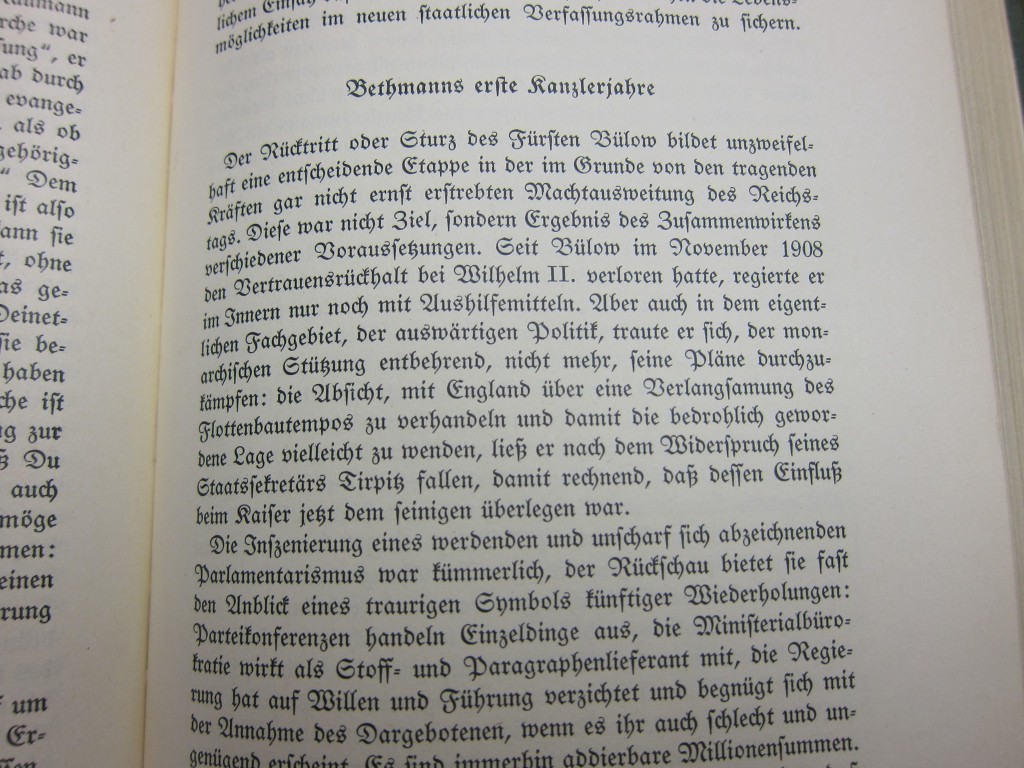 aumann
rche war
ung“, er
ab durch
evange-
als ob
gehörig-
“ Dem
ist also
ann sie
, ohne
as ge-
Deinet-
sie be-
haben
che ist
g zur
ß Du
auch
möge
men:
einen
rung
um
Er-
lichem
möglichkeiten im neuen staatlichen Verfassungsrahmen zu sichern.
Bethmanns erste Kanzlerjahre
Der Rücktritt oder Sturz des Fürsten Bülow bildet unzweifel-
haft eine entscheidende Etappe in der im Grunde von den tragenden
Kräften gar nicht ernst erstrebten Machtausweitung des Reichs-
tags. Diese war nicht Ziel, sondern Ergebnis des Zusammenwirkens
verschiedener Voraussetzungen. Seit Bülow im November 1908
den Vertrauensrückhalt bei Wilhelm II. verloren hatte, regierte er
im Innern nur noch mit Aushilfemitteln. Aber auch in dem eigent-
lichen Fachgebiet, der auswärtigen Politik, traute er sich, der mon-
archischen Stützung entbehrend, nicht mehr, seine Pläne durchzu-
kämpfen: die Absicht, mit England über eine Verlangsamung des
Flottenbautempos zu verhandeln und damit die bedrohlich gewor-
dene Lage vielleicht zu wenden, ließ er nach dem Widerspruch seines
Staatssekretärs Tirpitz fallen, damit rechnend, daß dessen Einfluß
beim Kaiser jetzt dem seinigen überlegen war.
Die Inszenierung eines werdenden und unscharf sich abzeichnenden
Parlamentarismus war kümmerlich, der Rückschau bietet sie fast
den Anblick eines traurigen Symbols künftiger Wiederholungen:
Parteikonferenzen handeln Einzeldinge aus, die Ministerialbüro-
kratie wirkt als Stoff- und Paragraphenlieferant mit, die Regie-
rung hat auf Willen und Führung verzichtet und begnügt sich mit
der Annahme des Dargebotenen, wenn es ihr auch schlecht und un-
genügend erscheint. Es sind immerhin addierbare Millionensummen.